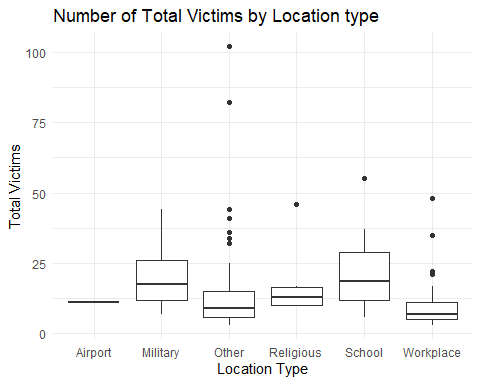 Number of Total Victims by Location type
Total Victims
100
75
50
25
0
Airport Military Other Religious School Workplace
Location Type